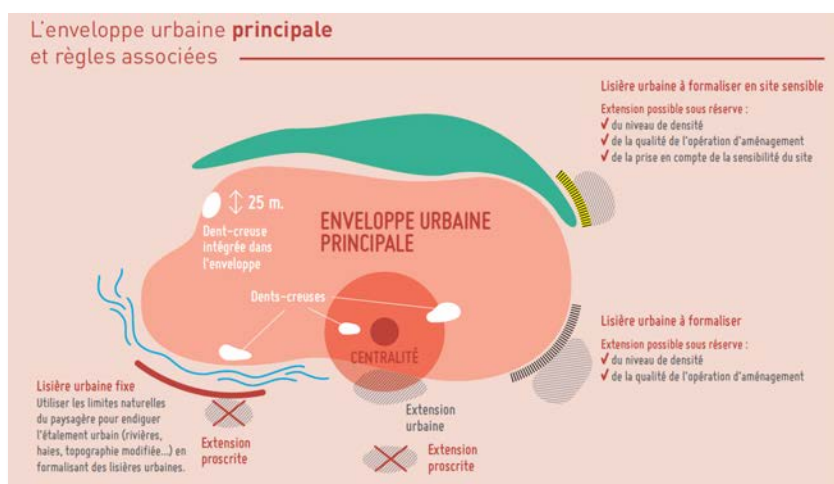 L'enveloppe urbaine principale
et règles associées
Lisière urbaine à formaliser en site sensible
Extension possible sous réserve :
✓ du niveau de densité
✓ de la qualité de l'opération d'aménagement
✓ de la prise en compte de la sensibilité du site
25 m.
Dent-creuse
intégrée dans
l'enveloppe
ENVELOPPE URBAINE
PRINCIPALE
Dents-creuses
CENTRALITÉ
Lisière urbaine à formaliser
Extension possible sous réserve :
✓ du niveau de densité
✓ de la qualité de l'opération d'aménagement
Lisière urbaine fixe
Utiliser les limites naturelles
du paysagère pour endiguer
l'étalement urbain (rivières,
haies, topographie modifiée...) en
formalisant des lisières urbaines.
Extension
proscrite
Extension
urbaine
Extension
proscrite